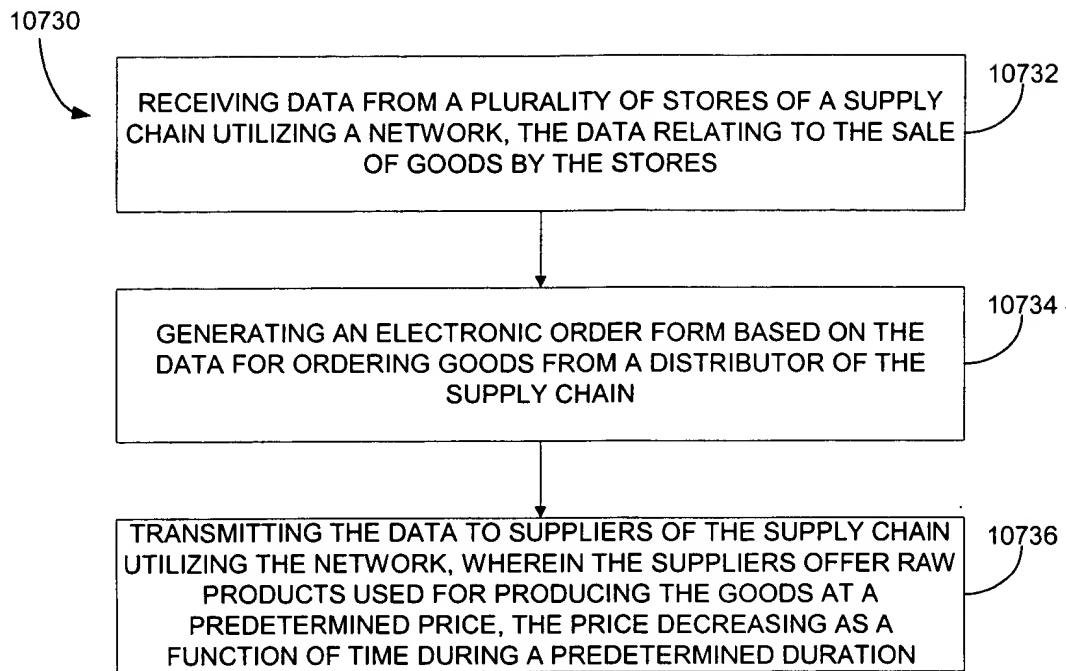 10730
10732
RECEIVING DATA FROM A PLURALITY OF STORES OF A SUPPLY
CHAIN UTILIZING A NETWORK, THE DATA RELATING TO THE SALE
OF GOODS BY THE STORES
10734
GENERATING AN ELECTRONIC ORDER FORM BASED ON THE
DATA FOR ORDERING GOODS FROM A DISTRIBUTOR OF THE
SUPPLY CHAIN
10736
TRANSMITTING THE DATA TO SUPPLIERS OF THE SUPPLY CHAIN
UTILIZING THE NETWORK, WHEREIN THE SUPPLIERS OFFER RAW
PRODUCTS USED FOR PRODUCING THE GOODS AT A
PREDETERMINED PRICE, THE PRICE DECREASING AS A
FUNCTION OF TIME DURING A PREDETERMINED DURATION